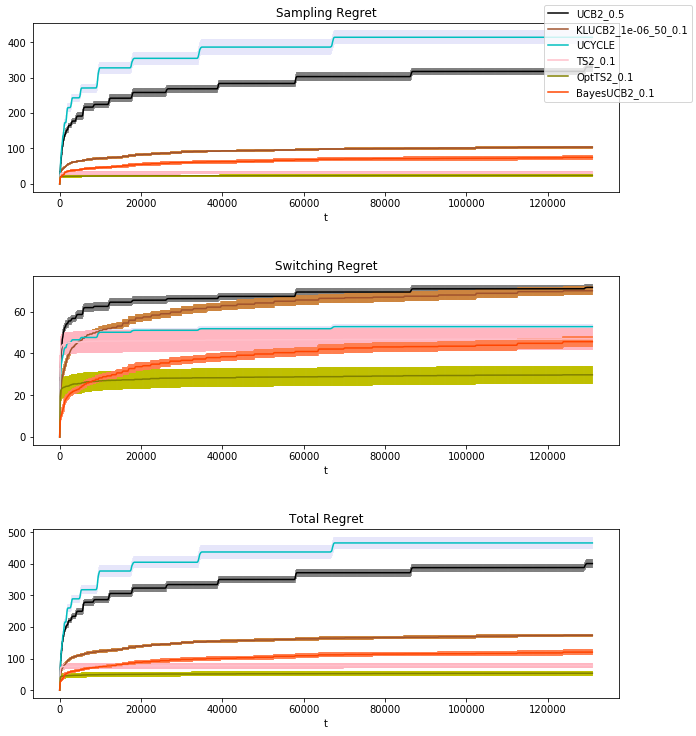 Sampling Regret
UCB2_0.5
KLUCB2_1e-06_50_0.1
UCYCLE
TS2_0.1
OptTS2_0.1
BayesUCB2_0.1
400
300
200
100
0
0 20000 40000 60000 80000 100000 120000
t
Switching Regret
60
40
20
0
0 20000 40000 60000 80000 100000 120000
t
Total Regret
500
400
300
200
100
0
0 20000 40000 60000 80000 100000 120000
t